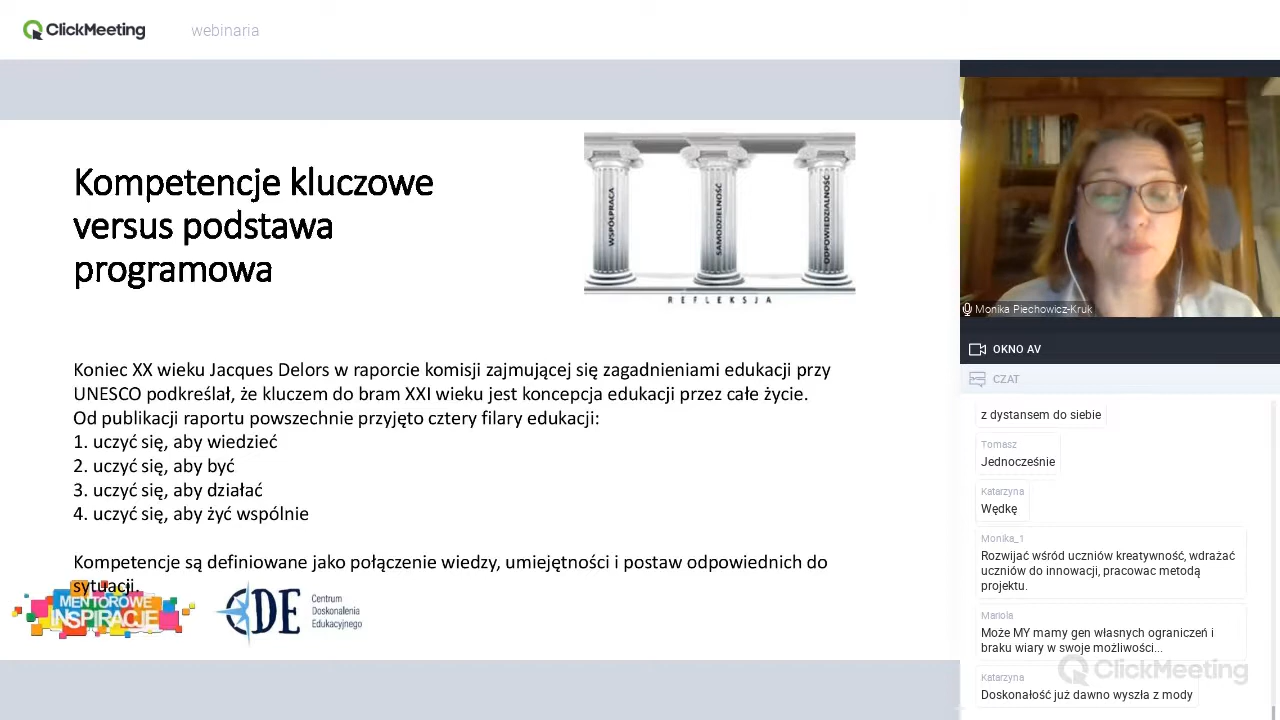 ClickMeeting
webinaria
Kompetencje kluczowe
versus podstawa
programowa
WSPÓŁPRACA
SAMODZIELNOŚĆ
ODPOWIEDZIALNOŚĆ
REFLEKSJA
Koniec XX wieku Jacques Delors w raporcie komisji zajmującej się zagadnieniami edukacji przy
UNESCO podkreślał, że kluczem do bram XXI wieku jest koncepcja edukacji przez całe życie.
Od publikacji raportu powszechnie przyjęto cztery filary edukacji:
1. uczyć się, aby wiedzieć
2. uczyć się, aby być
3. uczyć się, aby działać
4. uczyć się, aby żyć wspólnie
Kompetencje są definiowane jako połączenie wiedzy, umiejętności i postaw odpowiednich do
sytuacji.
MENTOROWE
INSPIRACJE
CDE
Centrum
Doskonalenia
Edukacyjnego
Monika Piechowicz-Kruk
OKNO AV
CZAT
z dystansem do siebie
Tomasz
Jednocześnie
Katarzyna
Wędkę
Monika_1
Rozwijać wśród uczniów kreatywność, wdrażać
uczniów do innowacji, pracowac metodą
projektu.
Mariola
Może MY mamy gen własnych ograniczeń i
braku wiary w swoje możliwości...
Katarzyna
Doskonałość już dawno wyszła z mody
ClickMeeting